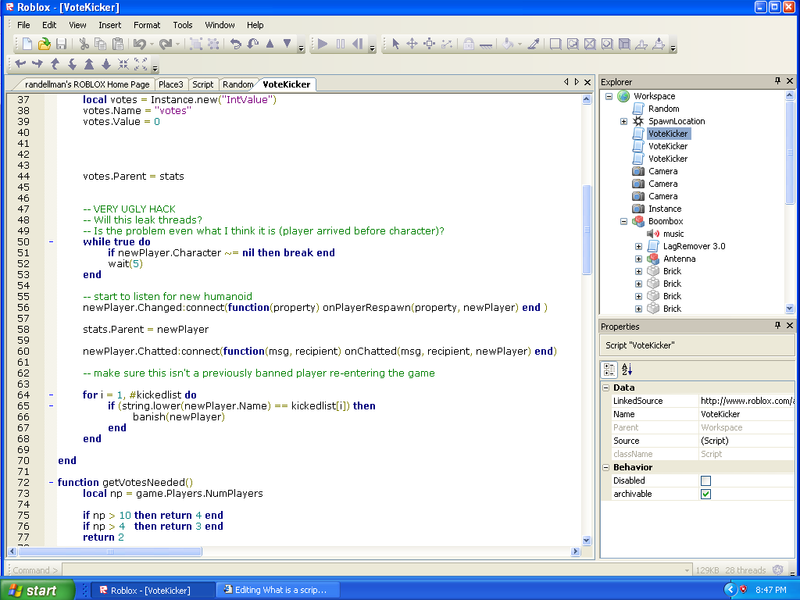 Roblox - [VoteKicker]
File Edit View Insert Format Tools Window Help
randellman's ROBLOX Home Page Place3 Script Random VoteKicker
37 local votes = Instance.new("IntValue")
38 votes.Name = "votes"
39 votes.Value = 0
40
41
42
43
44 votes.Parent = stats
45
46
47 -- VERY UGLY HACK
48 -- Will this leak threads?
49 -- Is the problem even what I think it is (player arrived before character)?
50 while true do
51 if newPlayer.Character ~= nil then break end
52 wait(5)
53 end
54
55 -- start to listen for new humanoid
56 newPlayer.Changed:connect(function(property) onPlayerRespawn(property, newPlayer) end )
57
58 stats.Parent = newPlayer
59
60 newPlayer.Chatted:connect(function(msg, recipient) onChatted(msg, recipient, newPlayer) end)
61
62 -- make sure this isn't a previously banned player re-entering the game
63
64 for i = 1, #kickedlist do
65 if (string.lower(newPlayer.Name) == kickedlist[i]) then
66 banish(newPlayer)
67 end
68 end
69
70 end
71
72 function getVotesNeeded()
73 local np = game.Players.NumPlayers
74
75 if np > 10 then return 4 end
76 if np > 4 then return 3 end
77 return 2
Explorer
Workspace
Random
SpawnLocation
VoteKicker
VoteKicker
VoteKicker
Camera
Camera
Camera
Instance
Boombox
music
LagRemover 3.0
Antenna
Brick
Brick
Brick
Brick
Properties
Script "VoteKicker"
Data
LinkedSource http://www.roblox.com/a
Name VoteKicker
Parent Workspace
Source (Script)
className Script
Behavior
Disabled
archivable
Command >
129KB 28 threads
start
Roblox - [VoteKicker]
Editing What is a scrip...
8:47 PM